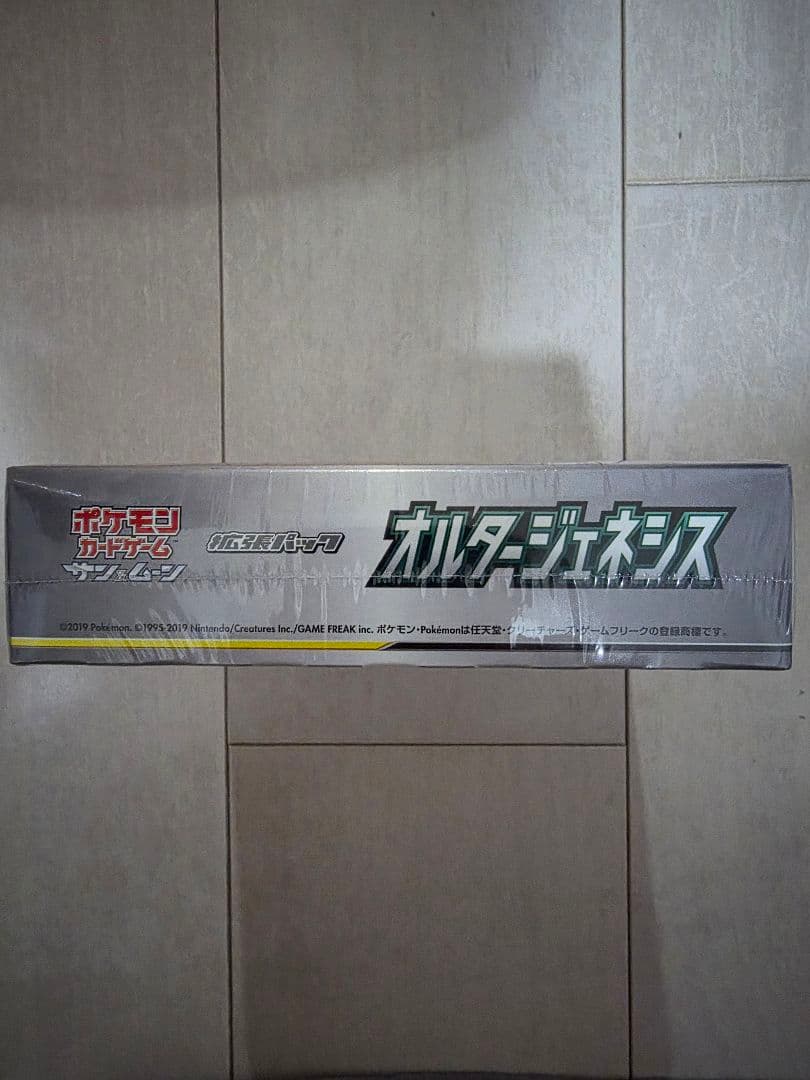 ポケモン
カードゲーム
サン&ムーン
拡張パック
オルタージェネシス
©2019 Pokémon. ©1995-2019 Nintendo/Creatures Inc./GAME FREAK inc. ポケモン・Pokémonは任天堂・クリーチャーズ・ゲームフリークの登録商標です。